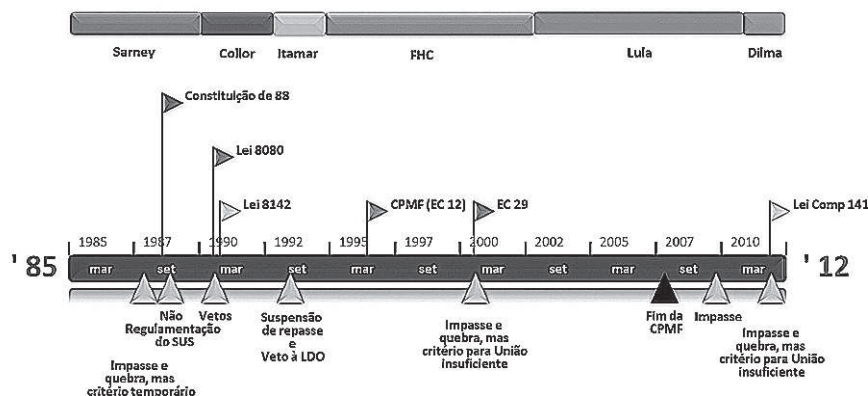 Sarney Collor Itamar FHC Lula Dilma
Constituição de 88
Lei 8080
Lei 8142
CPMF (EC 12)
EC 29
Lei Comp 141
1985 1987 1990 1992 1995 1997 2000 2002 2005 2007 2010
' 85 mar set mar set mar set mar set mar set mar ' 12
Não
Regulamentação
do SUS
Impasse e
quebra, mas
critério temporário
Vetos
Suspensão
de repasse
e
Veto à LDO
Impasse e
quebra, mas
critério para União
insuficiente
Fim da
CPMF
Impasse
Impasse e
quebra, mas
critério para União
insuficiente